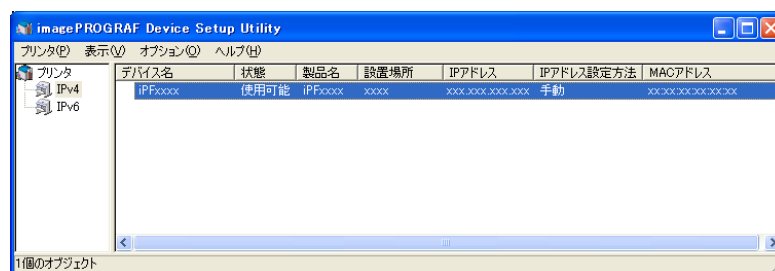 imagePROGRAF Device Setup Utility
プリンタ(P) 表示(V) オプション(O) ヘルプ(H)
プリンタ
IPv4
IPv6
デバイス名 状態 製品名 設置場所 IPアドレス IPアドレス設定方法 MACアドレス
iPFxxxx 使用可能 iPFxxxx xxxx xxx.xxx.xxx.xxx 手動 xx:xx:xx:xx:xx:xx
1個のオブジェクト